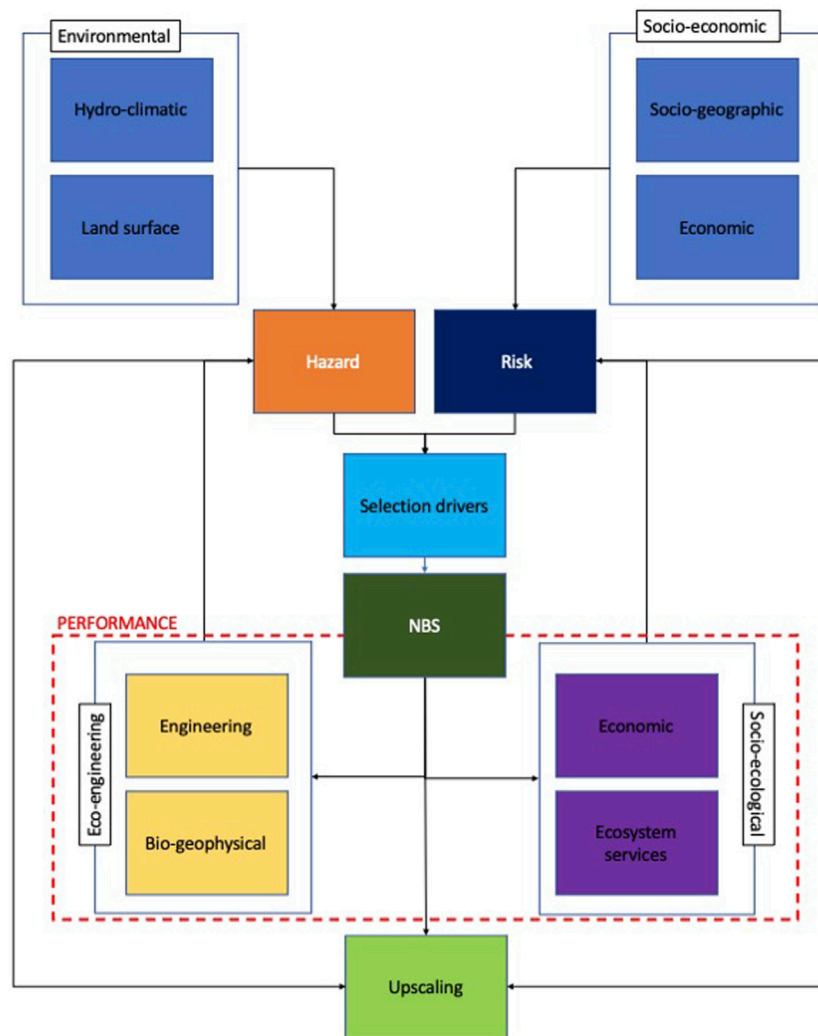 Environmental
Socio-economic
Hydro-climatic
Socio-geographic
Land surface
Economic
Hazard
Risk
Selection drivers
NBS
PERFORMANCE
Eco-engineering
Engineering
Bio-geophysical
Economic
Ecosystem
services
Socio-ecological
Upscaling